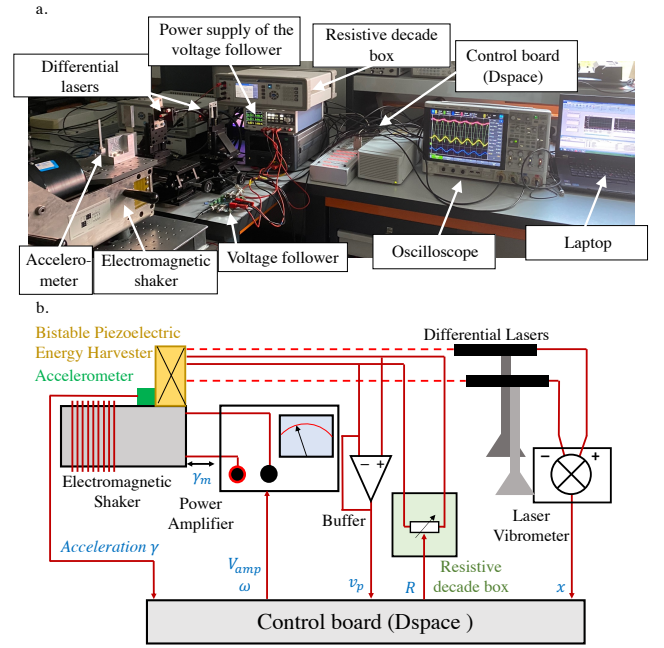 a.
Power supply of the
voltage follower
Resistive decade
box
Control board
(Dspace)
Differential
lasers
Accelero-
meter
Electromagnetic
shaker
Voltage follower
Oscilloscope
Laptop
b.
Bistable Piezoelectric
Energy Harvester
Accelerometer
Differential Lasers
Electromagnetic
Shaker
γₘ
Power
Amplifier
− +
Buffer
− +
Laser
Vibrometer
Resistive
decade box
Acceleration γ
V_amp
ω
v_p
R
x
Control board (Dspace )